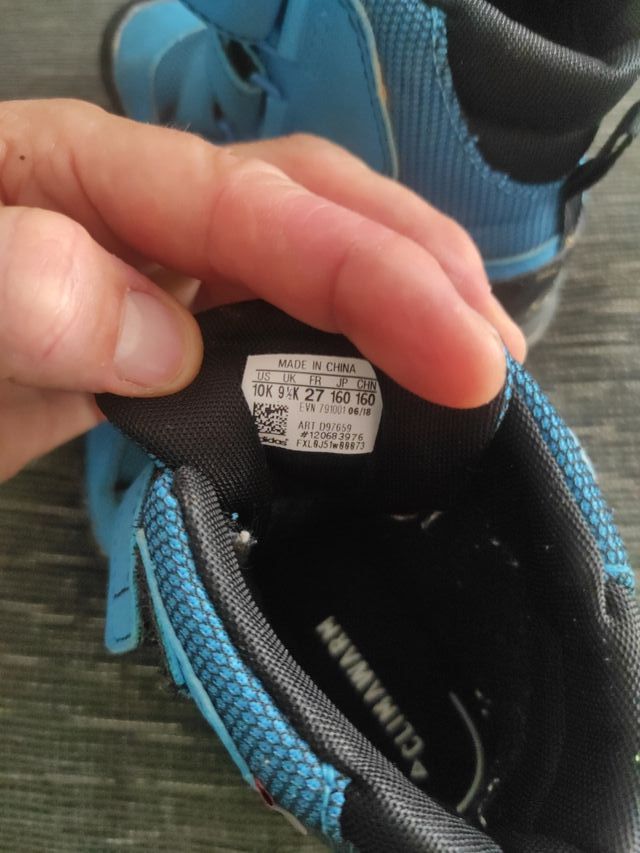 MADE IN CHINA
US UK FR JP CHN
10K 9½K 27 160 160
EVN 791001 06/18
ART D97659
adidas #120683976
FXL8J51W88873
CLIMAWARM